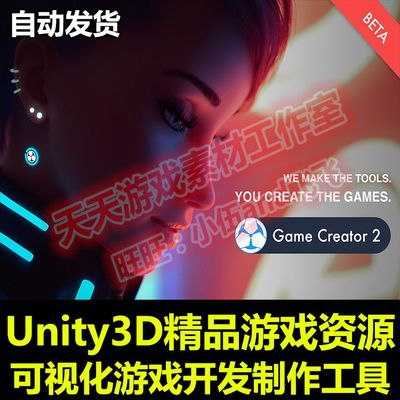 自动发货
BETA
天天游戏素材工作室
WE MAKE THE TOOLS.
YOU CREATE THE GAMES.
Game Creator 2
Unity3D精品游戏资源
可视化游戏开发制作工具